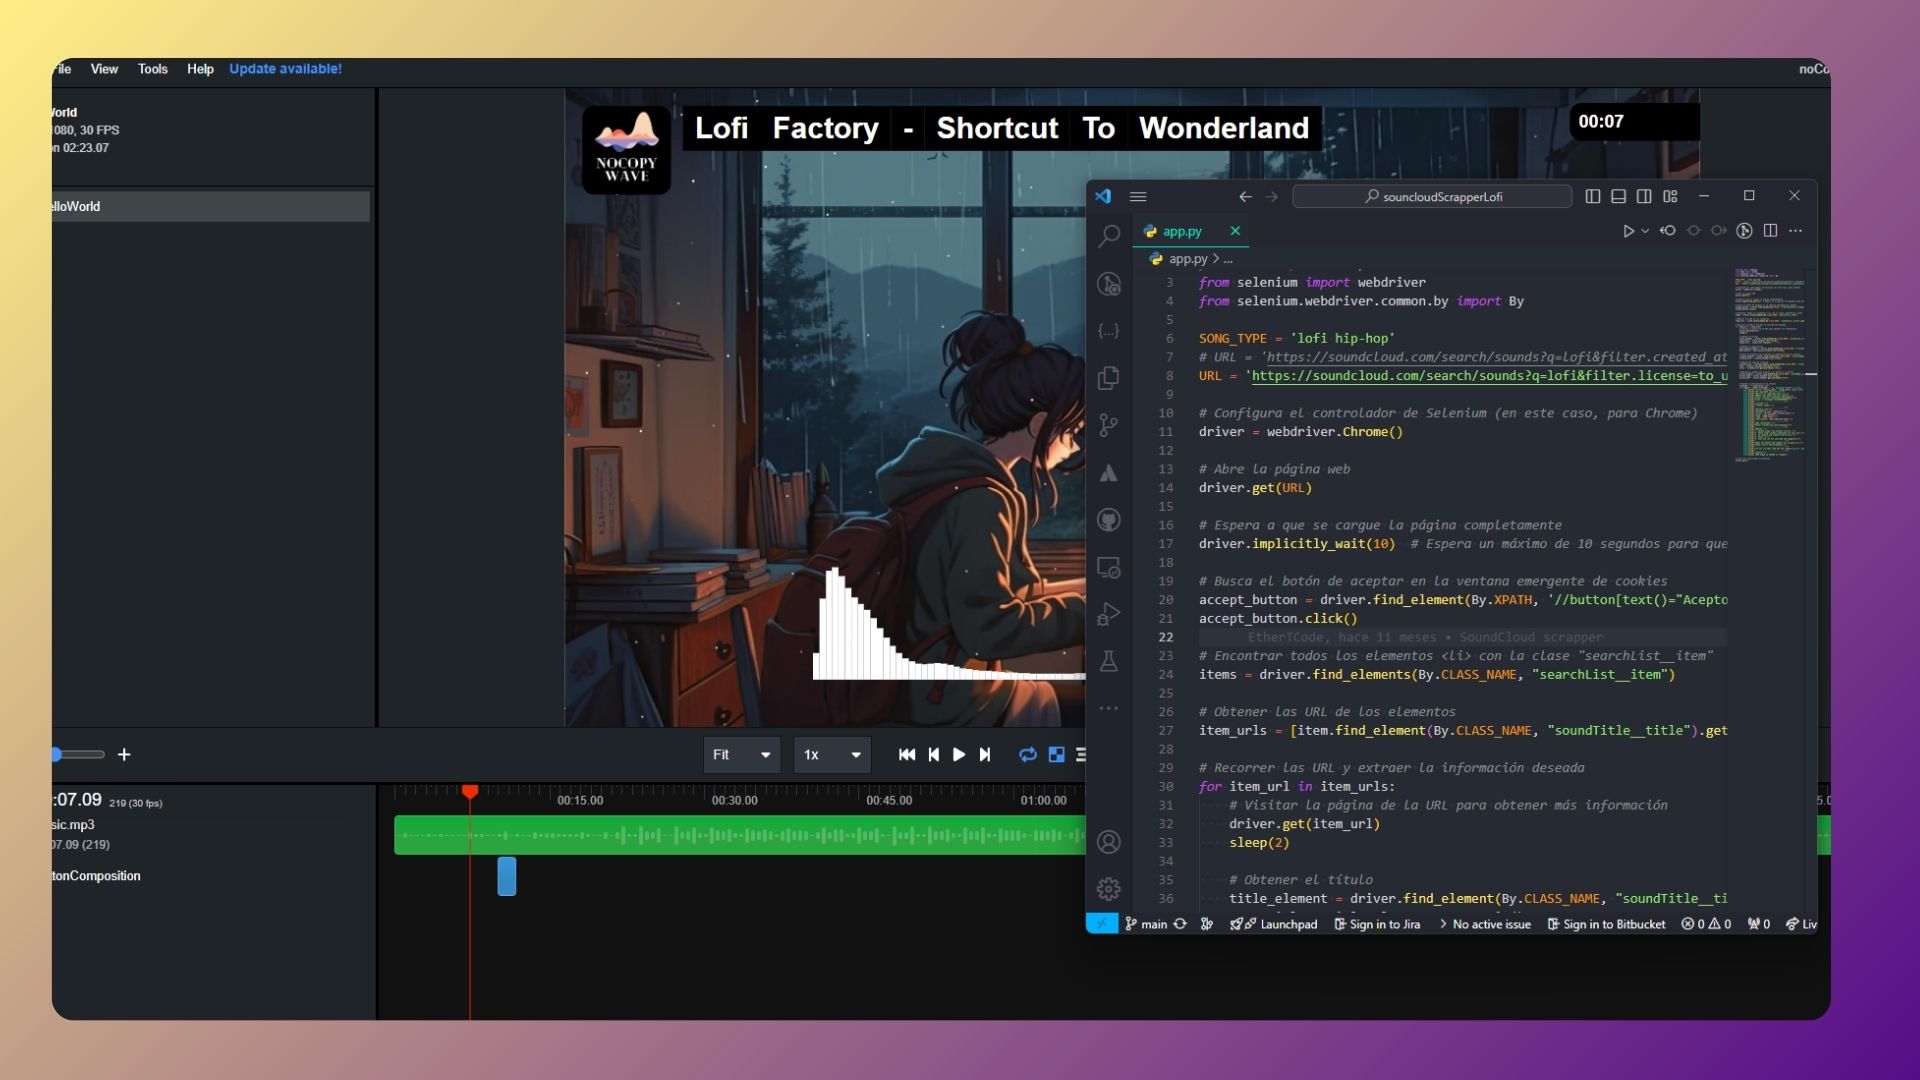 ile View Tools Help Update available!
noCo
World
1080, 30 FPS
on 02:23.07
elloWorld
NOCOPY
WAVE
Lofi Factory - Shortcut To Wonderland
00:07
souncloudScrapperLofi
app.py
app.py > ...
3 from selenium import webdriver
4 from selenium.webdriver.common.by import By
5
6 SONG_TYPE = 'lofi hip-hop'
7 # URL = 'https://soundcloud.com/search/sounds?q=lofi&filter.created_at
8 URL = 'https://soundcloud.com/search/sounds?q=lofi&filter.license=to_u
9
10 # Configura el controlador de Selenium (en este caso, para Chrome)
11 driver = webdriver.Chrome()
12
13 # Abre la página web
14 driver.get(URL)
15
16 # Espera a que se cargue la página completamente
17 driver.implicitly_wait(10) # Espera un máximo de 10 segundos para que
18
19 # Busca el botón de aceptar en la ventana emergente de cookies
20 accept_button = driver.find_element(By.XPATH, '//button[text()="Acepto
21 accept_button.click()
22 EtherTCode, hace 11 meses • SoundCloud scrapper
23 # Encontrar todos los elementos <li> con la clase "searchList__item"
24 items = driver.find_elements(By.CLASS_NAME, "searchList__item")
25
26 # Obtener las URL de los elementos
27 item_urls = [item.find_element(By.CLASS_NAME, "soundTitle__title").get
28
29 # Recorrer las URL y extraer la información deseada
30 for item_url in item_urls:
31 # Visitar la página de la URL para obtener más información
32 driver.get(item_url)
33 sleep(2)
34
35 # Obtener el título
36 title_element = driver.find_element(By.CLASS_NAME, "soundTitle__ti
main Launchpad Sign in to Jira No active issue Sign in to Bitbucket 0 0 0 Liv
Fit 1x
:07.09 219 (30 fps)
00:15.00 00:30.00 00:45.00 01:00.00 5.0
sic.mp3
07.09 (219)
tonComposition